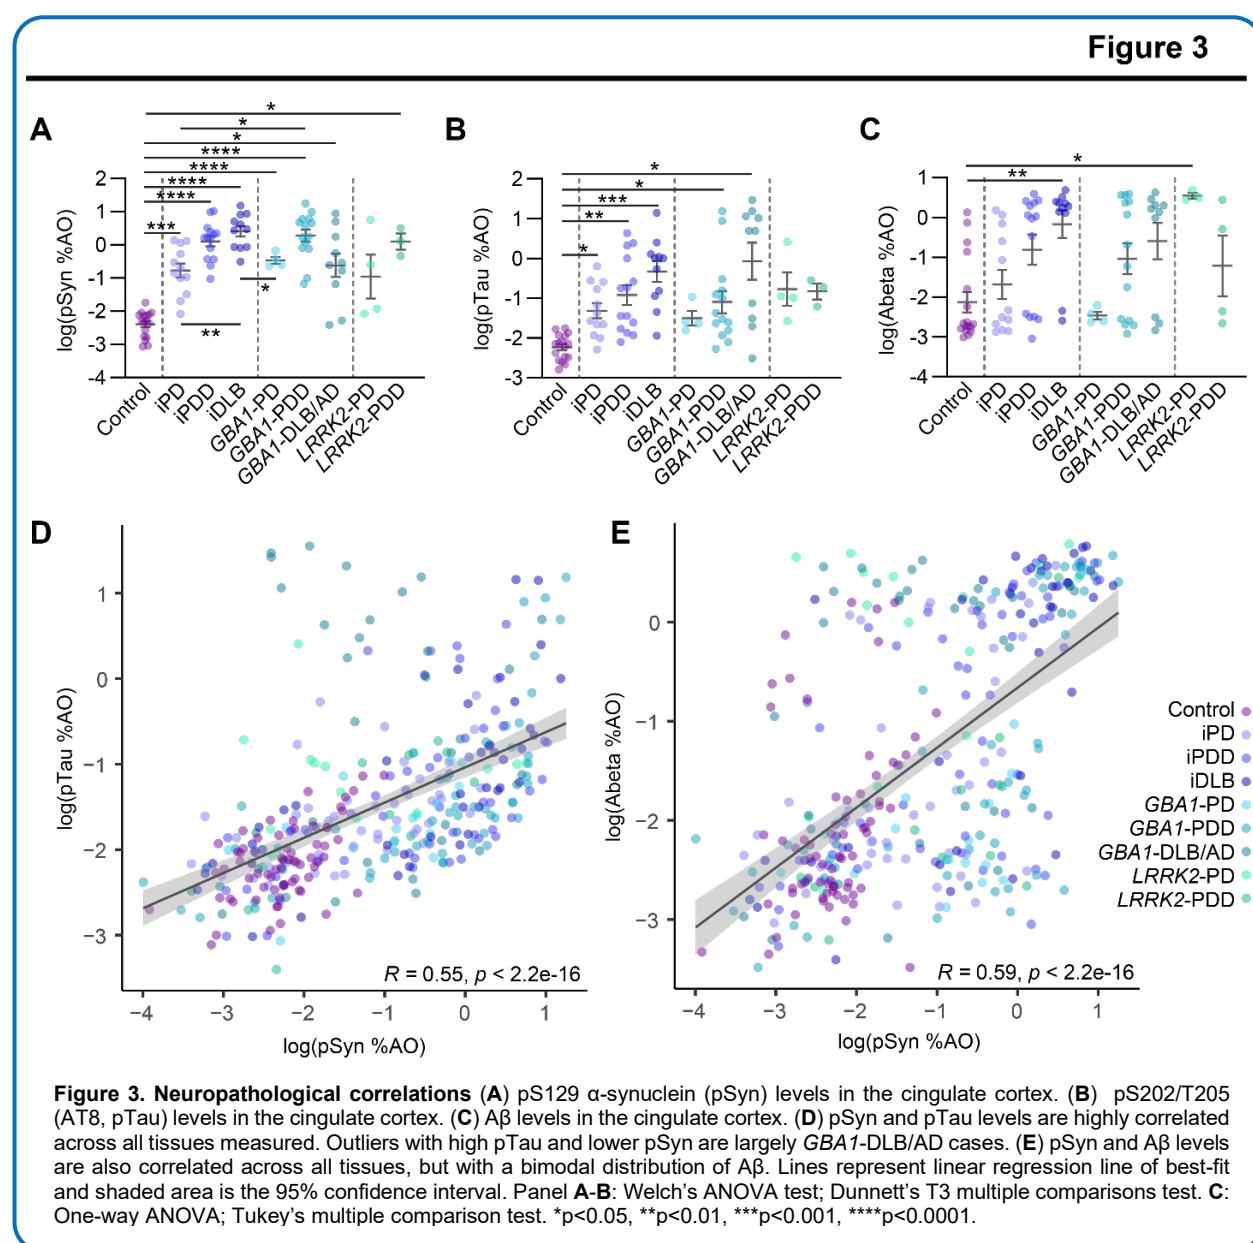 Figure 3
A
B
C
*
*
*
****
****
****
****
***
*
**
log(pSyn %AO)
2
1
0
-1
-2
-3
-4
Control
iPD
iPDD
iDLB
GBA1-PD
GBA1-PDD
GBA1-DLB/AD
LRRK2-PD
LRRK2-PDD
*
*
***
**
*
log(pTau %AO)
2
1
0
-1
-2
-3
Control
iPD
iPDD
iDLB
GBA1-PD
GBA1-PDD
GBA1-DLB/AD
LRRK2-PD
LRRK2-PDD
*
**
log(Abeta %AO)
1
0
-1
-2
-3
-4
Control
iPD
iPDD
iDLB
GBA1-PD
GBA1-PDD
GBA1-DLB/AD
LRRK2-PD
LRRK2-PDD
D
log(pTau %AO)
1
0
−1
−2
−3
R = 0.55, p < 2.2e-16
−4 −3 −2 −1 0 1
log(pSyn %AO)
E
log(Abeta %AO)
0
−1
−2
−3
R = 0.59, p < 2.2e-16
−4 −3 −2 −1 0 1
log(pSyn %AO)
Control
iPD
iPDD
iDLB
GBA1-PD
GBA1-PDD
GBA1-DLB/AD
LRRK2-PD
LRRK2-PDD
Figure 3. Neuropathological correlations (A) pS129 α-synuclein (pSyn) levels in the cingulate cortex. (B) pS202/T205
(AT8, pTau) levels in the cingulate cortex. (C) Aβ levels in the cingulate cortex. (D) pSyn and pTau levels are highly correlated
across all tissues measured. Outliers with high pTau and lower pSyn are largely GBA1-DLB/AD cases. (E) pSyn and Aβ levels
are also correlated across all tissues, but with a bimodal distribution of Aβ. Lines represent linear regression line of best-fit
and shaded area is the 95% confidence interval. Panel A-B: Welch’s ANOVA test; Dunnett’s T3 multiple comparisons test. C:
One-way ANOVA; Tukey’s multiple comparison test. *p<0.05, **p<0.01, ***p<0.001, ****p<0.0001.